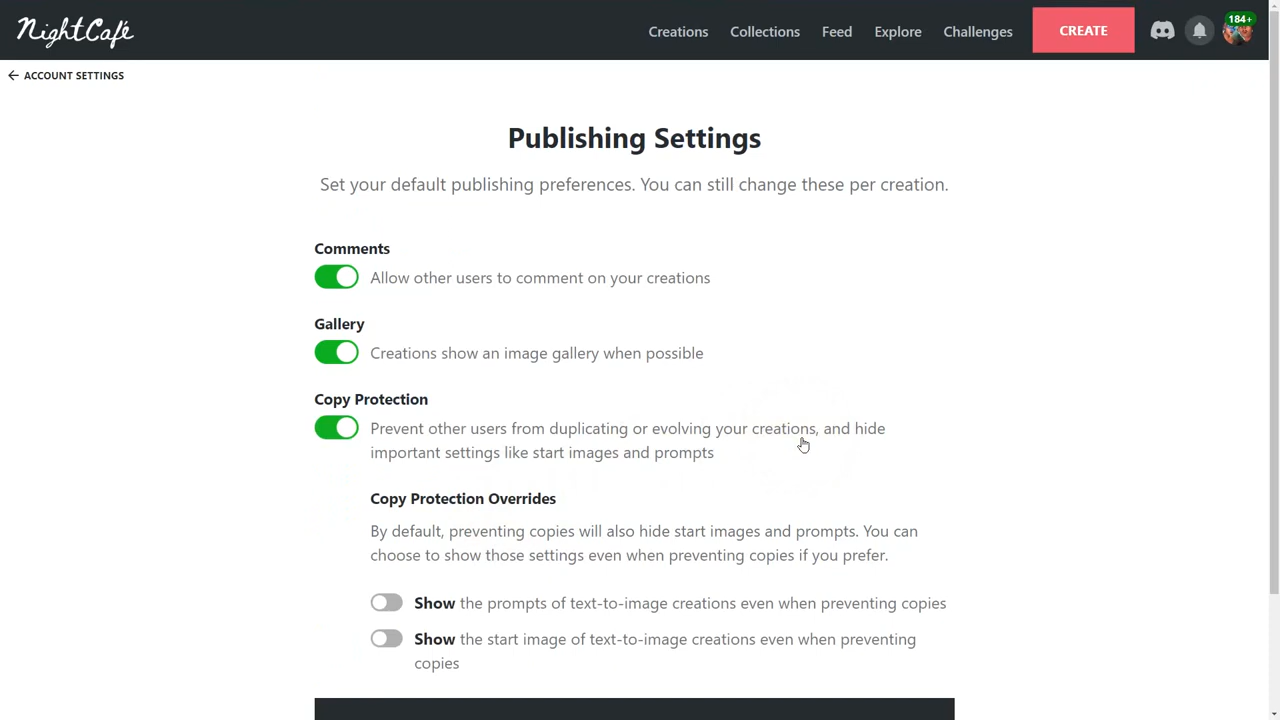 NightCafé
Creations Collections Feed Explore Challenges CREATE 184+
ACCOUNT SETTINGS
Publishing Settings
Set your default publishing preferences. You can still change these per creation.
Comments
Allow other users to comment on your creations
Gallery
Creations show an image gallery when possible
Copy Protection
Prevent other users from duplicating or evolving your creations, and hide
important settings like start images and prompts
Copy Protection Overrides
By default, preventing copies will also hide start images and prompts. You can
choose to show those settings even when preventing copies if you prefer.
Show the prompts of text-to-image creations even when preventing copies
Show the start image of text-to-image creations even when preventing
copies